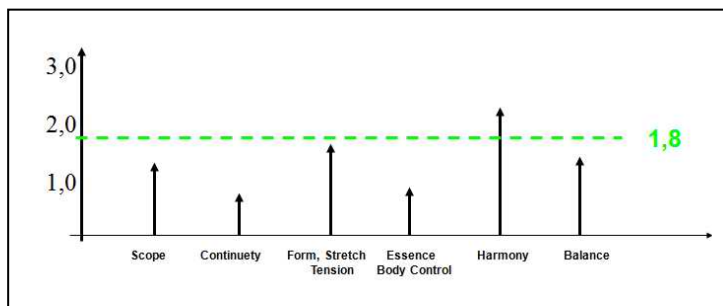 3,0
2,0
1,8
1,0
Scope
Continuety
Form, Stretch
Tension
Essence
Body Control
Harmony
Balance